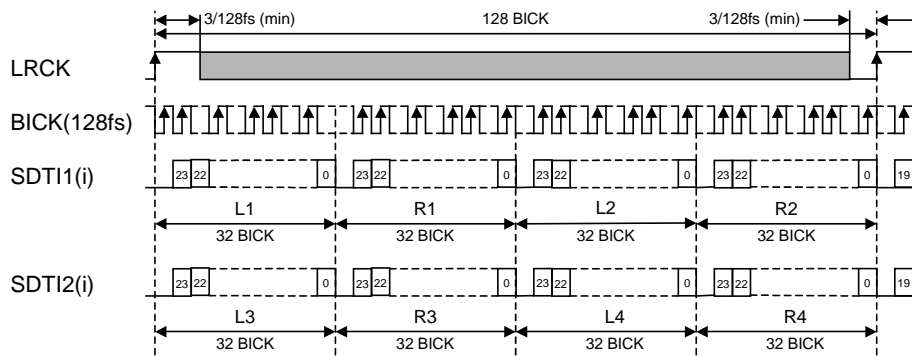 3/128fs (min) 128 BICK 3/128fs (min)
LRCK
BICK(128fs)
SDTI1(i) 23 22 0 23 22 0 23 22 0 23 22 0 19
L1 R1 L2 R2
32 BICK 32 BICK 32 BICK 32 BICK
SDTI2(i) 23 22 0 23 22 0 23 22 0 23 22 0 19
L3 R3 L4 R4
32 BICK 32 BICK 32 BICK 32 BICK